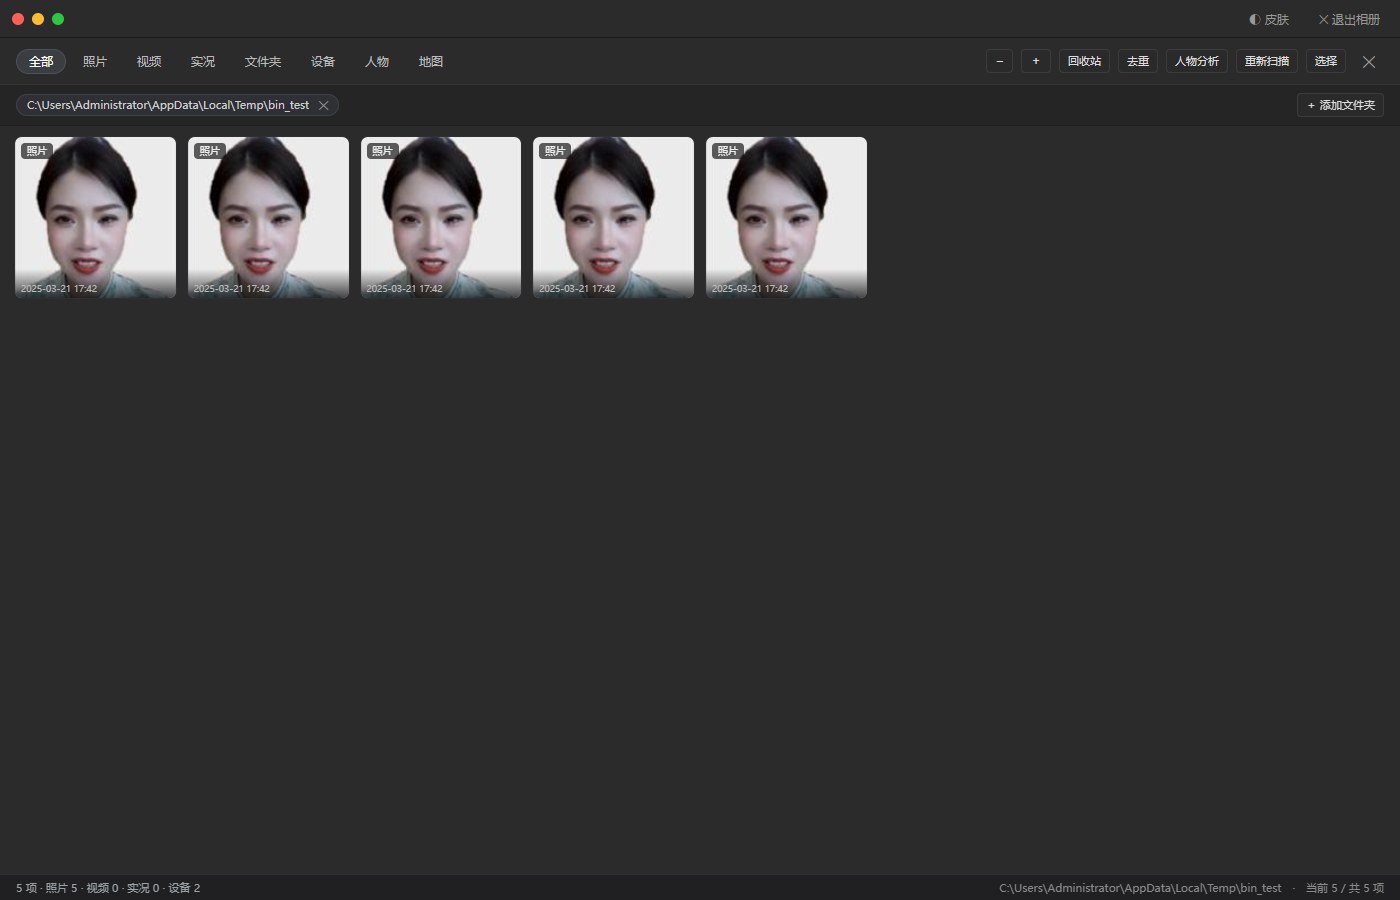 皮肤 退出相册
全部 照片 视频 实况 文件夹 设备 人物 地图 − + 回收站 去重 人物分析 重新扫描 选择
C:\Users\Administrator\AppData\Local\Temp\bin_test + 添加文件夹
照片 照片 照片 照片 照片
2025-03-21 17:42 2025-03-21 17:42 2025-03-21 17:42 2025-03-21 17:42 2025-03-21 17:42
5 项 · 照片 5 · 视频 0 · 实况 0 · 设备 2 C:\Users\Administrator\AppData\Local\Temp\bin_test · 当前 5 / 共 5 项